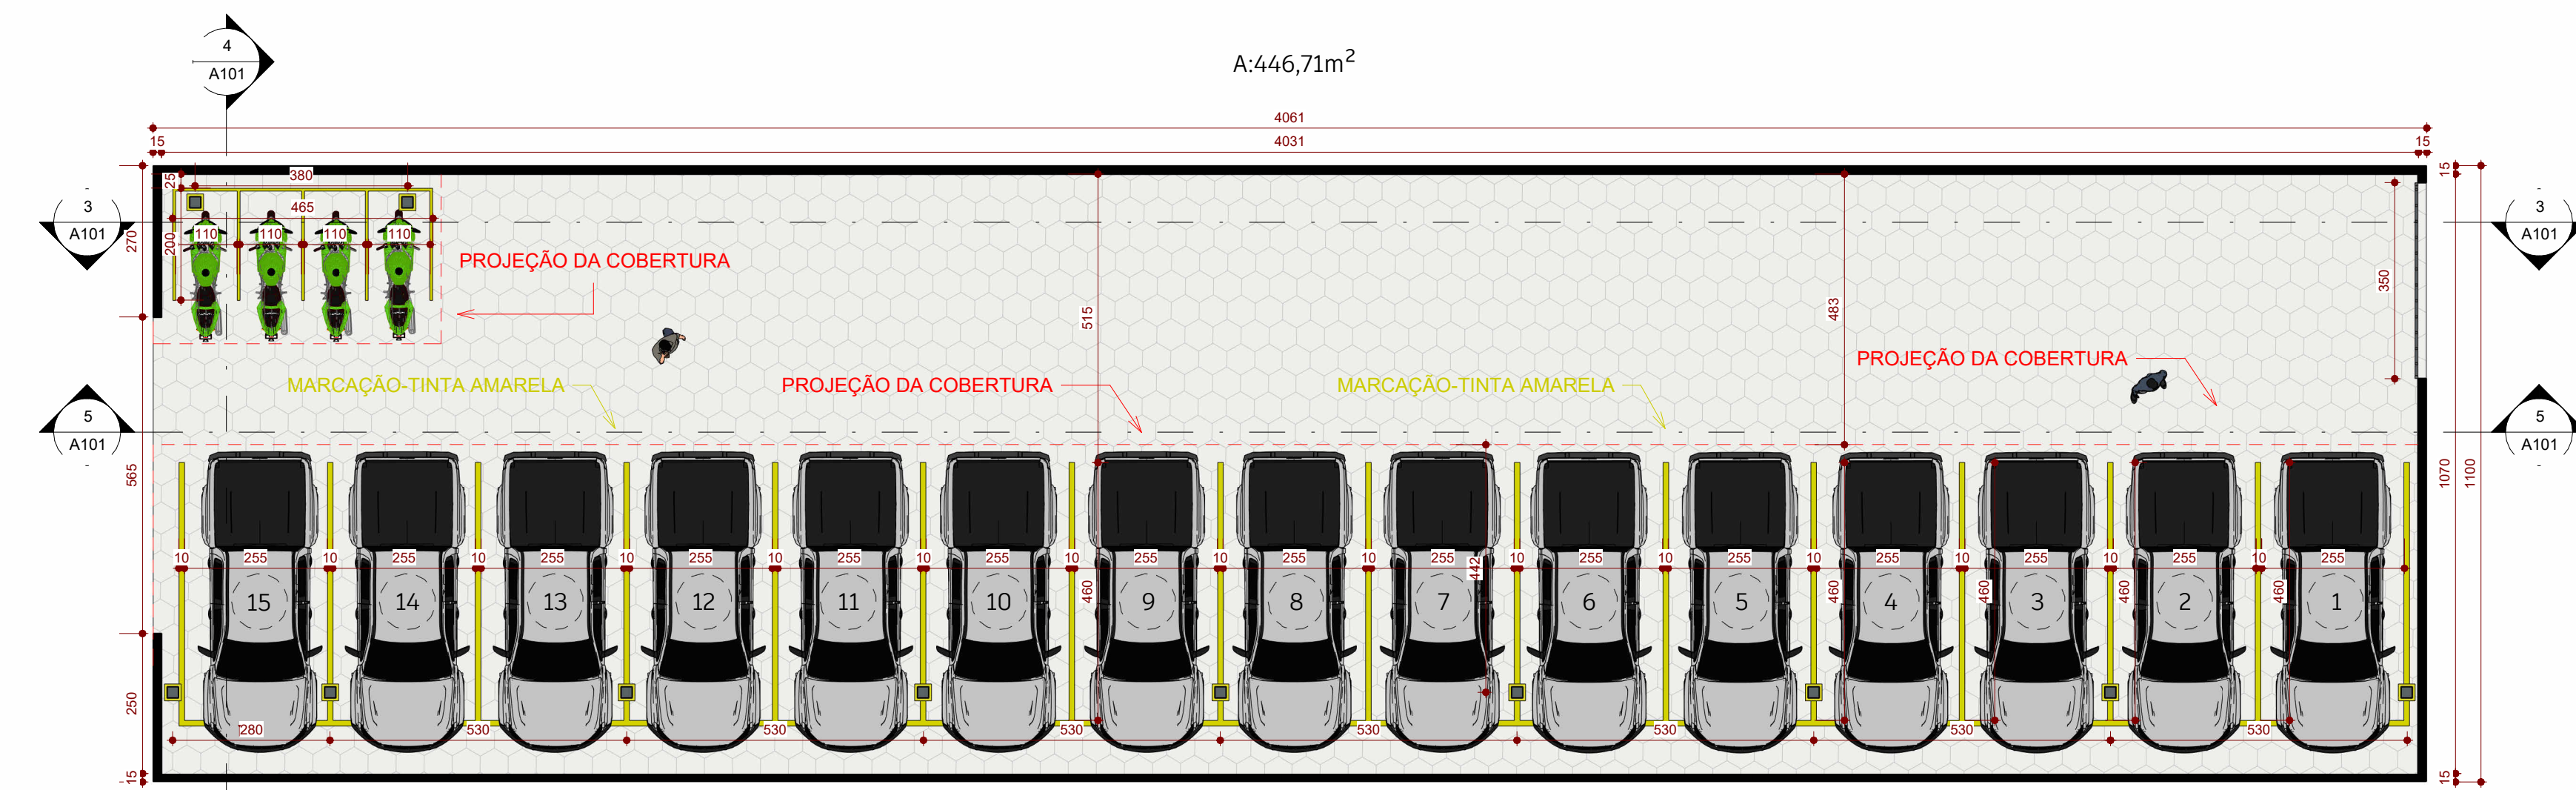 4
A101
A:446,71m²
4061
15 4031 15
380
25
465
110 110 110 110
200
270
15
3
A101
-
3
A101
-
PROJEÇÃO DA COBERTURA
515
483
350
PROJEÇÃO DA COBERTURA
MARCAÇÃO-TINTA AMARELA
PROJEÇÃO DA COBERTURA
MARCAÇÃO-TINTA AMARELA
5
A101
-
5
A101
-
565
1070
1100
10 255 10 255 10 255 10 255 10 255 10 255 10 255 10 255 10 255 10 255 10 255 10 255 10 255 10 255 10 255
442
460 460 460 460 460
15 14 13 12 11 10 9 8 7 6 5 4 3 2 1
250
280 530 530 530 530 530 530 530
15
15